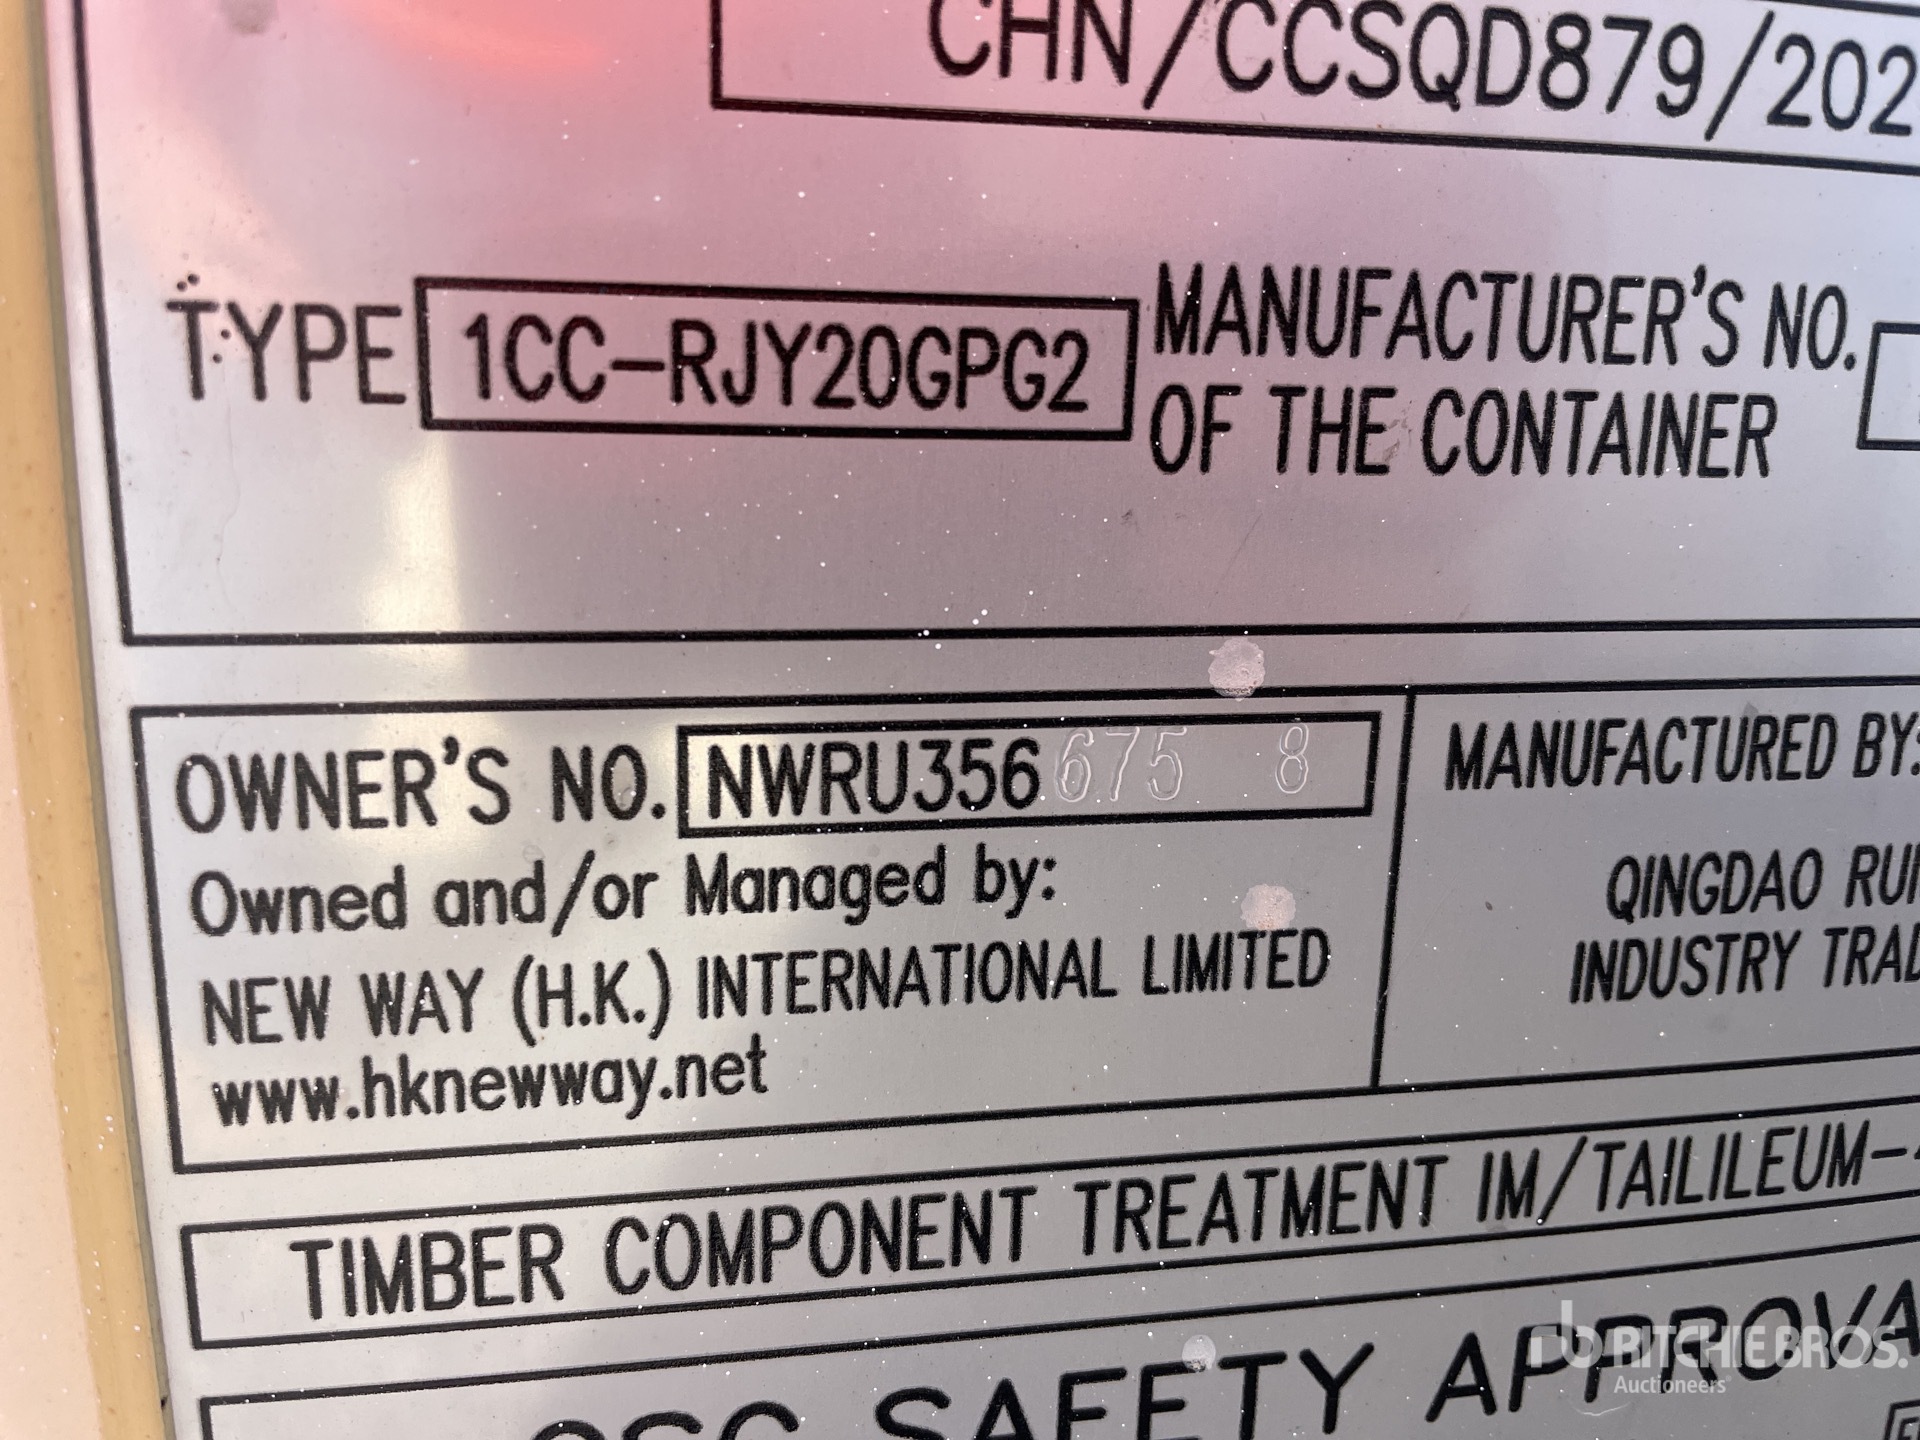 CHN/CCSQD879/202
TYPE 1CC-RJY20GPG2 MANUFACTURER'S NO.
OF THE CONTAINER
OWNER'S NO. NWRU356675 8 MANUFACTURED BY:
Owned and/or Managed by:
NEW WAY (H.K.) INTERNATIONAL LIMITED
www.hknewway.net
QINGDAO RUI
INDUSTRY TRAD
TIMBER COMPONENT TREATMENT IM/TAILILEUM-
CSC SAFETY APPROVA
RITCHIE BROS.
Auctioneers